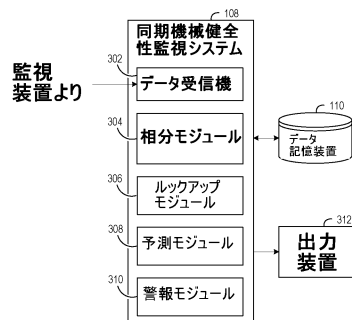 108
同期機械健全
性監視システム
302
監視
装置より
データ受信機
304
相分モジュール
110
データ
記憶装置
306
ルックアップ
モジュール
308
予測モジュール
312
出力
装置
310
警報モジュール